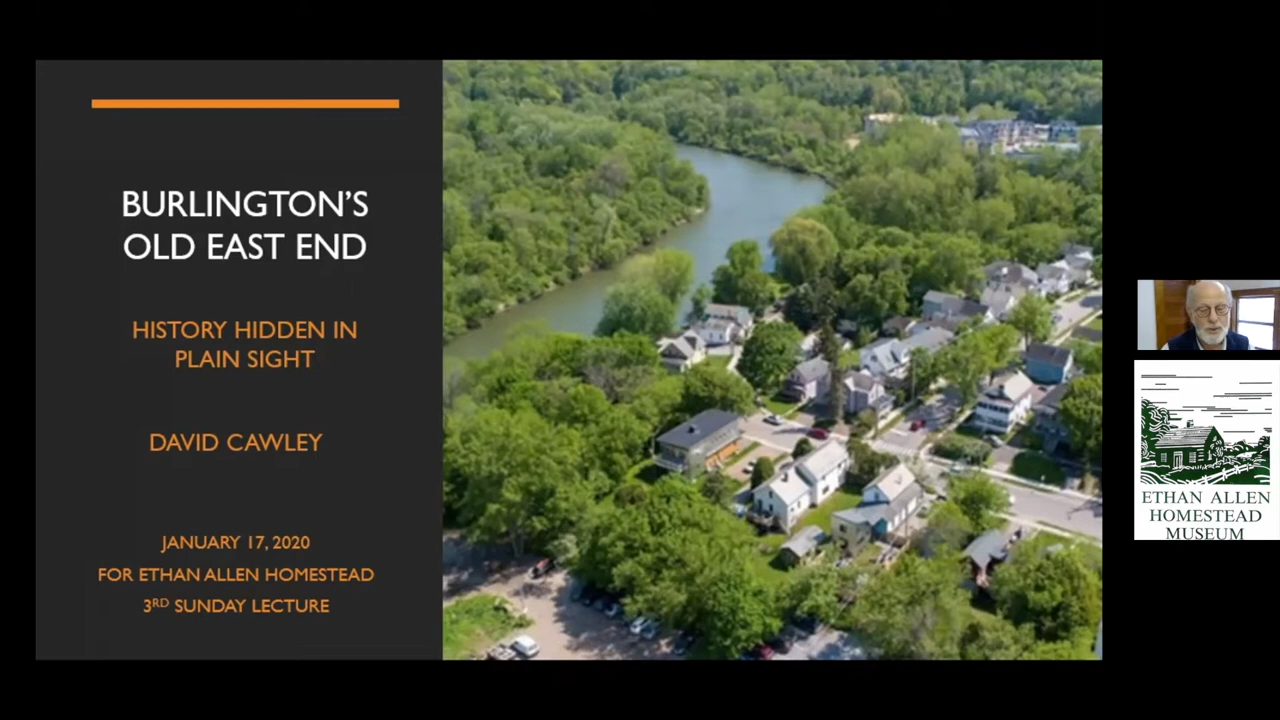 BURLINGTON'S
OLD EAST END
HISTORY HIDDEN IN
PLAIN SIGHT
DAVID CAWLEY
JANUARY 17, 2020
FOR ETHAN ALLEN HOMESTEAD
3RD SUNDAY LECTURE
ETHAN ALLEN
HOMESTEAD
MUSEUM